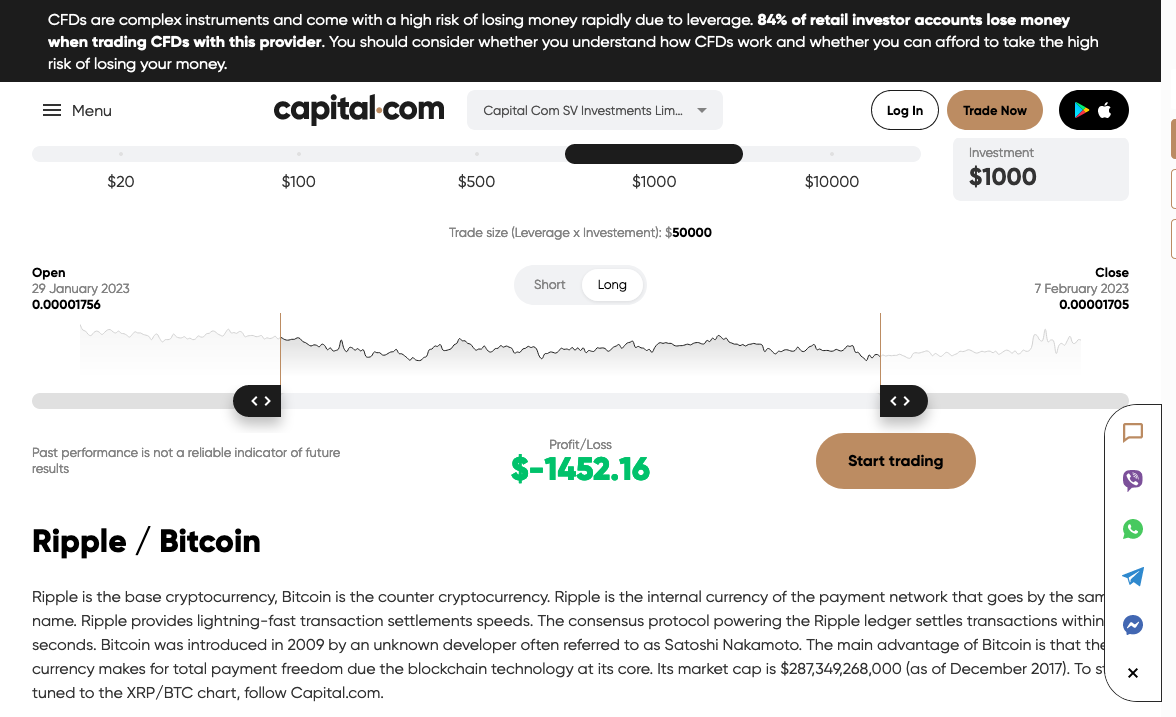 CFDs are complex instruments and come with a high risk of losing money rapidly due to leverage. 84% of retail investor accounts lose money
when trading CFDs with this provider. You should consider whether you understand how CFDs work and whether you can afford to take the high
risk of losing your money.
Menu
capital.com
Capital Com SV Investments Lim...
Log In
Trade Now
$20
$100
$500
$1000
$10000
Investment
$1000
Trade size (Leverage x Investement): $50000
Open
29 January 2023
0.00001756
Short
Long
Close
7 February 2023
0.00001705
Past performance is not a reliable indicator of future
results
Profit/Loss
$-1452.16
Start trading
Ripple / Bitcoin
Ripple is the base cryptocurrency, Bitcoin is the counter cryptocurrency. Ripple is the internal currency of the payment network that goes by the
name. Ripple provides lightning-fast transaction settlements speeds. The consensus protocol powering the Ripple ledger settles transactions within
seconds. Bitcoin was introduced in 2009 by an unknown developer often referred to as Satoshi Nakamoto. The main advantage of Bitcoin is that
currency makes for total payment freedom due the blockchain technology at its core. Its market cap is $287,349,268,000 (as of December 2017). To
tuned to the XRP/BTC chart, follow Capital.com.